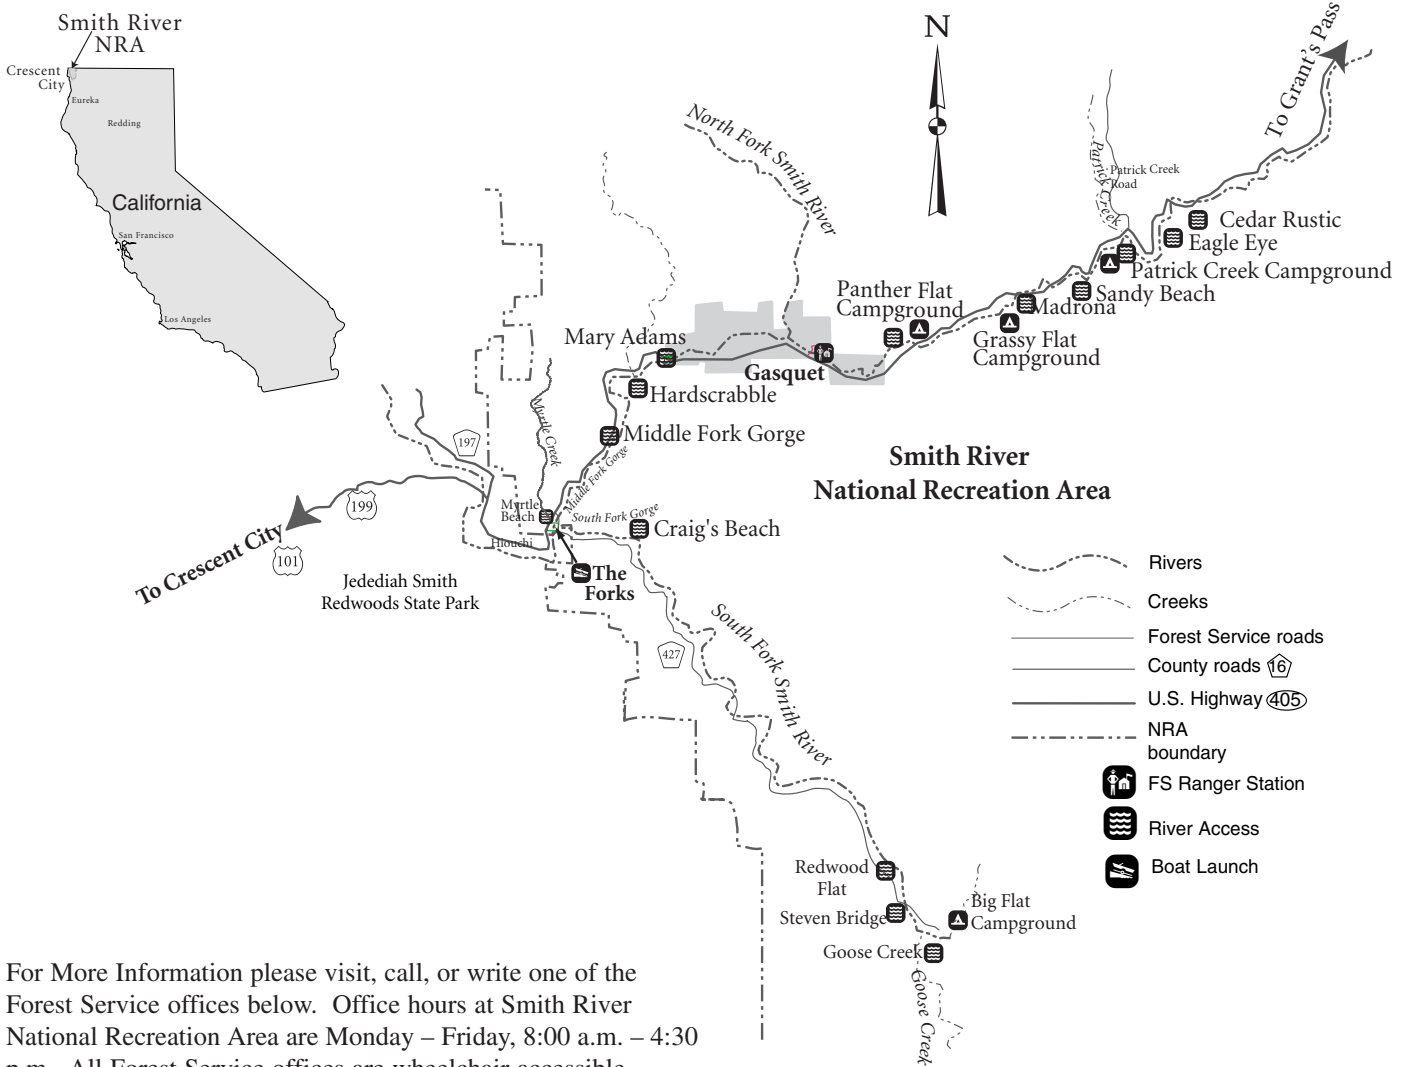 Smith River
NRA
Crescent
City
Eureka
Redding
California
San Francisco
Los Angeles
N
To Grant's Pass
North Fork Smith River
Patrick Creek
Patrick Creek
Road
Cedar Rustic
Eagle Eye
Patrick Creek Campground
Sandy Beach
Madrona
Grassy Flat
Campground
Panther Flat
Campground
Mary Adams
Gasquet
Hardscrabble
Middle Fork Gorge
Middle Fork Gorge
Myrtle Creek
197
199
101
To Crescent City
Myrtle
Beach
South Fork Gorge
Craig's Beach
Hiouchi
The
Forks
Jedediah Smith
Redwoods State Park
427
South Fork Smith River
Smith River
National Recreation Area
Rivers
Creeks
Forest Service roads
County roads 16
U.S. Highway 405
NRA
boundary
FS Ranger Station
River Access
Boat Launch
Redwood
Flat
Steven Bridge
Big Flat
Campground
Goose Creek
Goose Creek
For More Information please visit, call, or write one of the
Forest Service offices below. Office hours at Smith River
National Recreation Area are Monday – Friday, 8:00 a.m. – 4:30
p.m. All Forest Service offices are wheelchair accessible